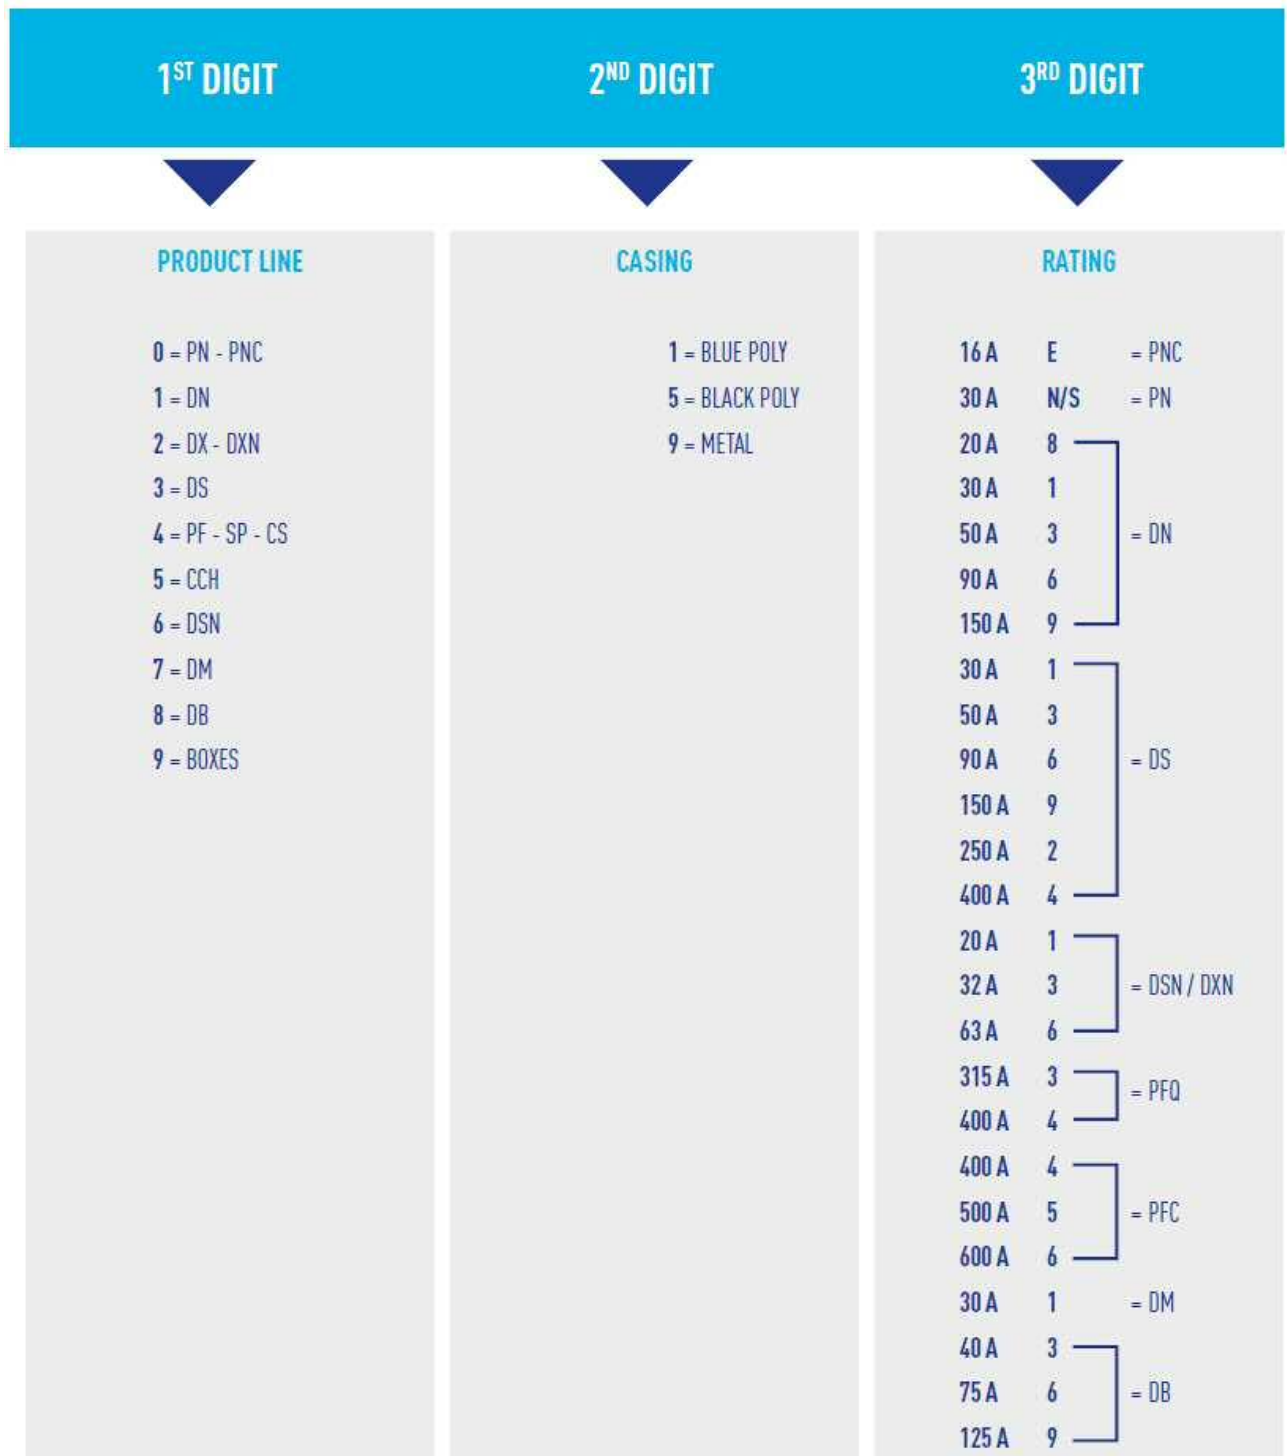 1ST DIGIT
2ND DIGIT
3RD DIGIT
PRODUCT LINE
0 = PN - PNC
1 = DN
2 = DX - DXN
3 = DS
4 = PF - SP - CS
5 = CCH
6 = DSN
7 = DM
8 = DB
9 = BOXES
CASING
1 = BLUE POLY
5 = BLACK POLY
9 = METAL
RATING
16 A E = PNC
30 A N/S = PN
20 A 8
30 A 1
50 A 3 = DN
90 A 6
150 A 9
30 A 1
50 A 3
90 A 6 = DS
150 A 9
250 A 2
400 A 4
20 A 1
32 A 3 = DSN / DXN
63 A 6
315 A 3
= PFQ
400 A 4
400 A 4
500 A 5 = PFC
600 A 6
30 A 1 = DM
40 A 3
75 A 6 = DB
125 A 9